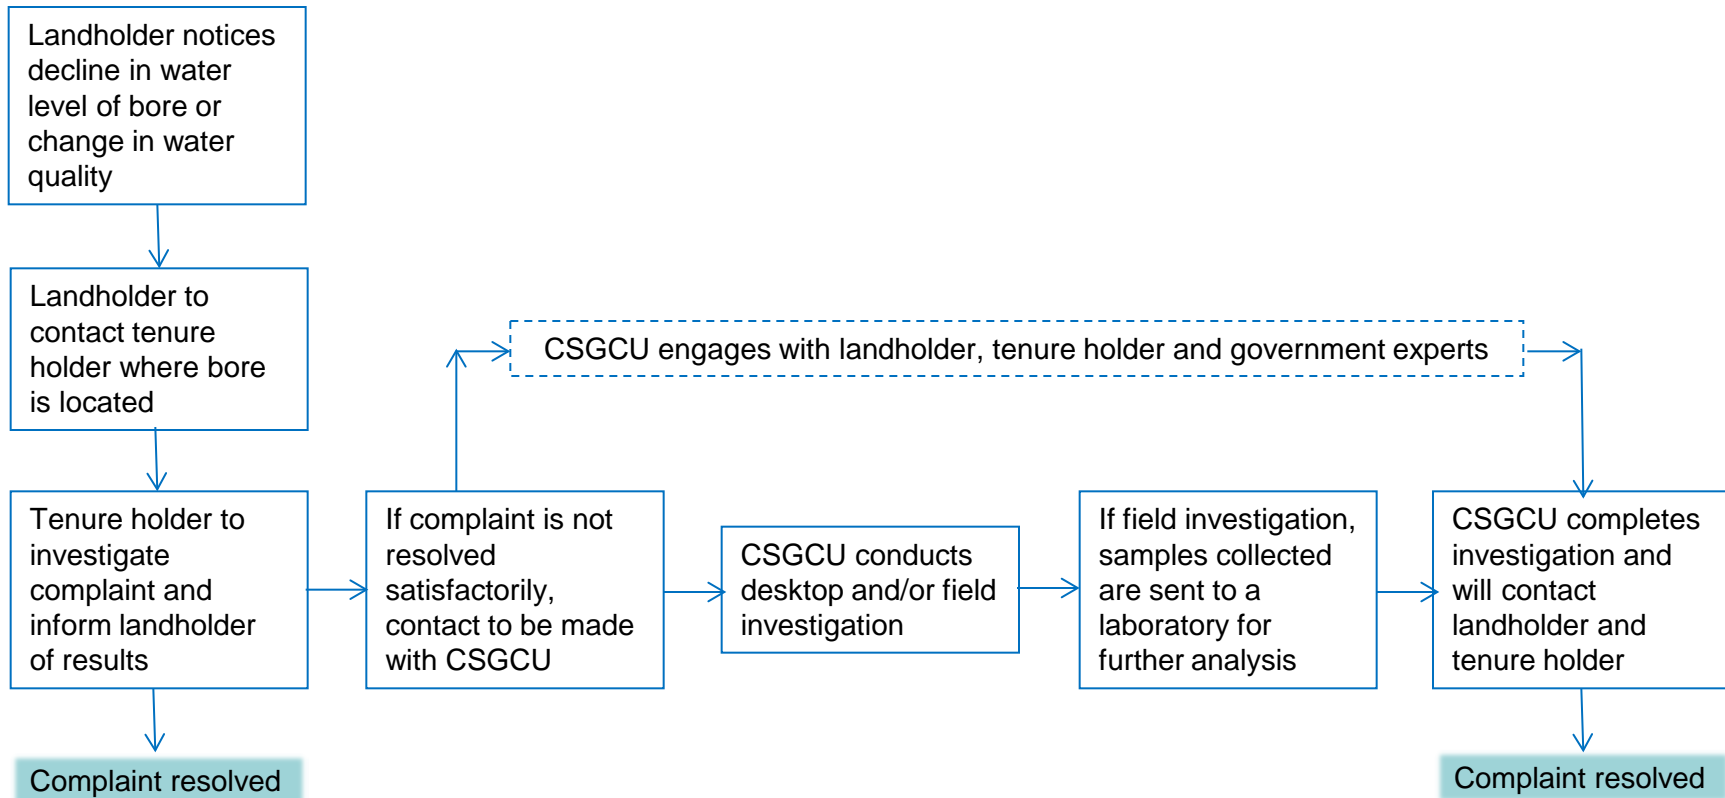 Landholder notices
decline in water
level of bore or
change in water
quality
Landholder to
contact tenure
holder where bore
is located
CSGCU engages with landholder, tenure holder and government experts
Tenure holder to
investigate
complaint and
inform landholder
of results
If complaint is not
resolved
satisfactorily,
contact to be made
with CSGCU
CSGCU conducts
desktop and/or field
investigation
If field investigation,
samples collected
are sent to a
laboratory for
further analysis
CSGCU completes
investigation and
will contact
landholder and
tenure holder
Complaint resolved
Complaint resolved